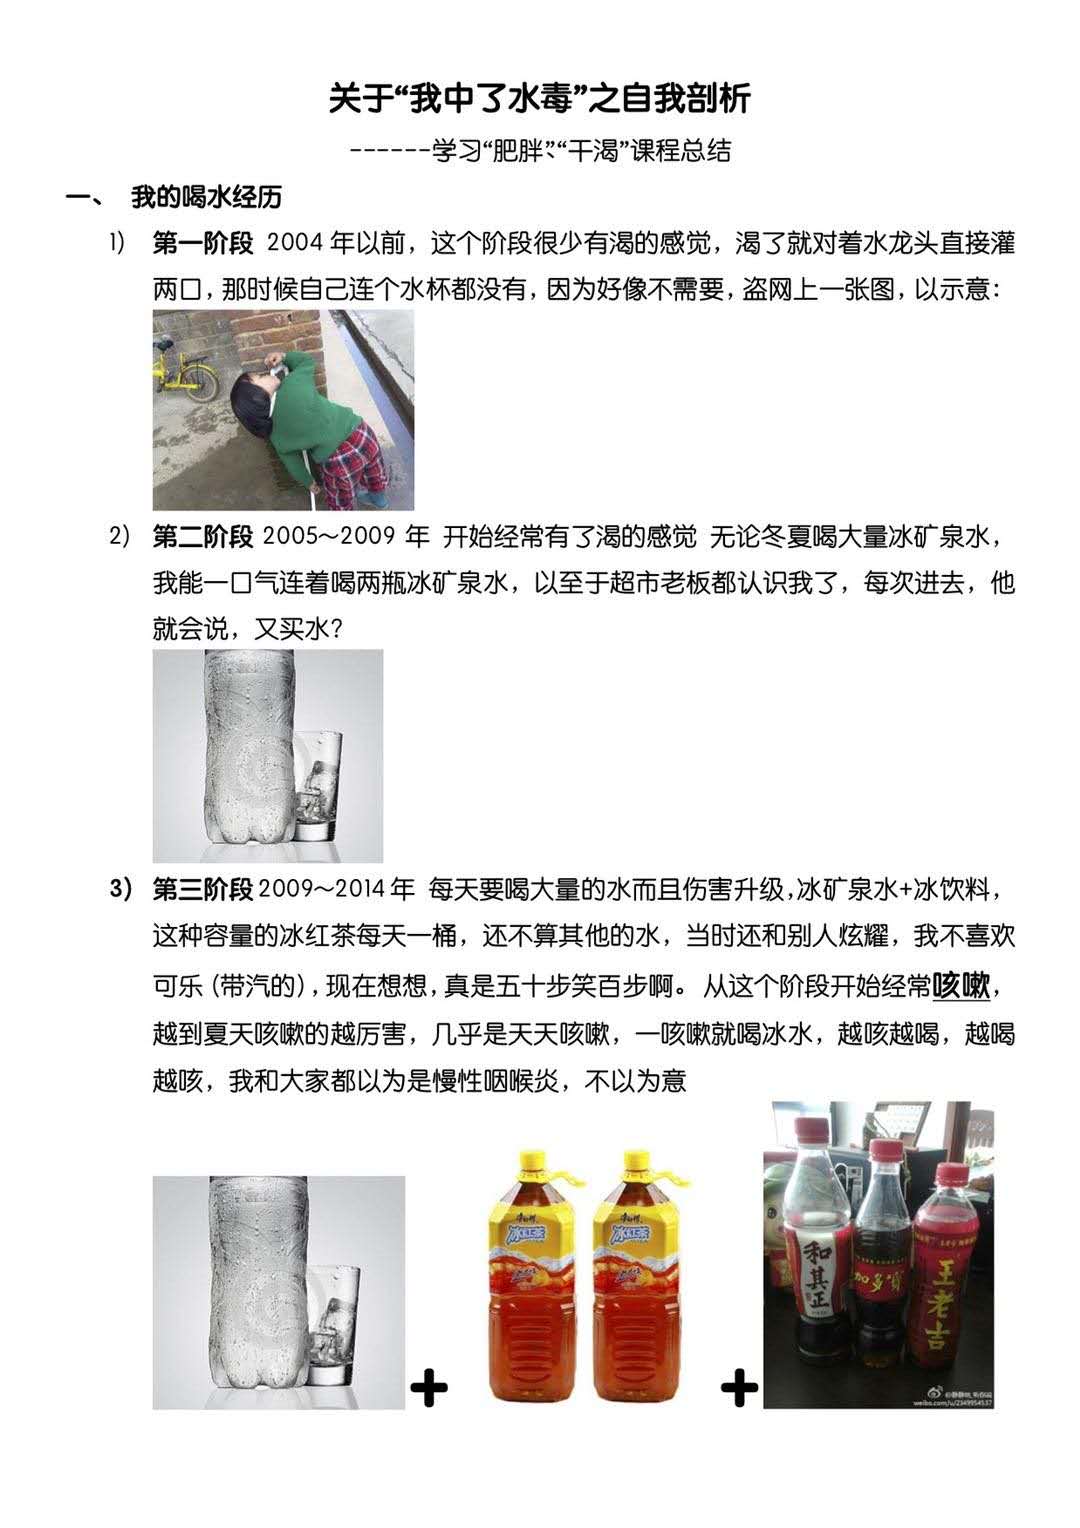 关于“我中了水毒”之自我剖析
------学习“肥胖”、“干渴”课程总结
一、 我的喝水经历
1) 第一阶段 2004 年以前，这个阶段很少有渴的感觉，渴了就对着水龙头直接灌
两口，那时候自己连个水杯都没有，因为好像不需要，盗网上一张图，以示意：
2) 第二阶段 2005～2009 年 开始经常有了渴的感觉 无论冬夏喝大量冰矿泉水，
我能一口气连着喝两瓶冰矿泉水，以至于超市老板都认识我了，每次进去，他
就会说，又买水？
3) 第三阶段 2009～2014 年 每天要喝大量的水而且伤害升级，冰矿泉水+冰饮料，
这种容量的冰红茶每天一桶，还不算其他的水，当时还和别人炫耀，我不喜欢
可乐（带汽的），现在想想，真是五十步笑百步啊。 从这个阶段开始经常咳嗽，
越到夏天咳嗽的越厉害，几乎是天天咳嗽，一咳嗽就喝冰水，越咳越喝，越喝
越咳，我和大家都以为是慢性咽喉炎，不以为意
+ +
康师傅
冰红茶
康师傅
冰红茶
和其正
加多宝
王老吉
weibo.com/u/2349954537